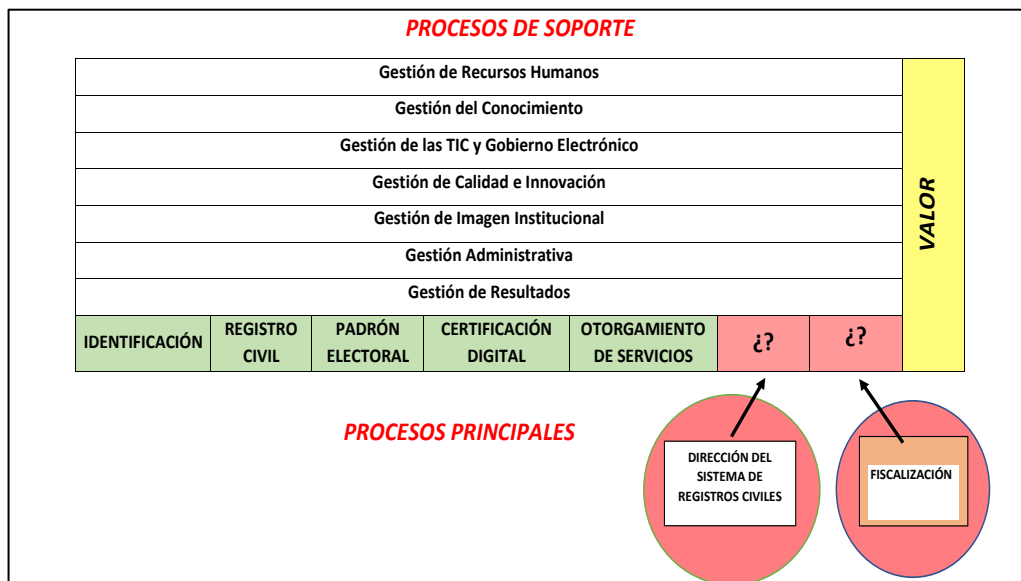 PROCESOS DE SOPORTE
Gestión de Recursos Humanos
Gestión del Conocimiento
Gestión de las TIC y Gobierno Electrónico
Gestión de Calidad e Innovación
Gestión de Imagen Institucional
Gestión Administrativa
Gestión de Resultados
VALOR
IDENTIFICACIÓN
REGISTRO
CIVIL
PADRÓN
ELECTORAL
CERTIFICACIÓN
DIGITAL
OTORGAMIENTO
DE SERVICIOS
¿?
¿?
PROCESOS PRINCIPALES
DIRECCIÓN DEL
SISTEMA DE
REGISTROS CIVILES
FISCALIZACIÓN